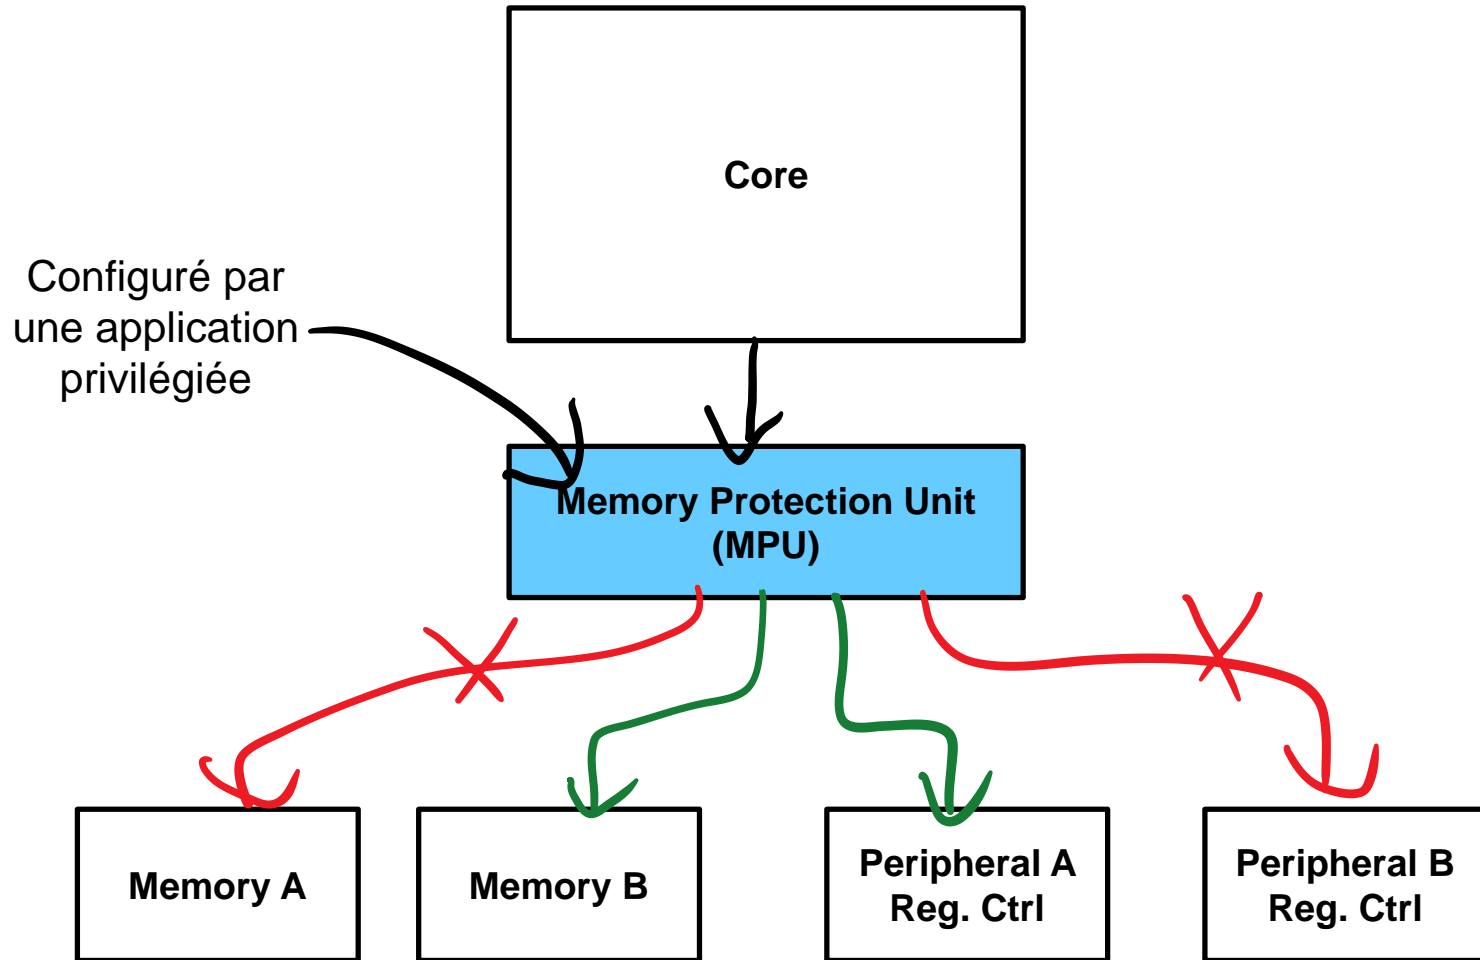 Core
Configuré par
une application
privilégiée
Memory Protection Unit
(MPU)
Memory A
Memory B
Peripheral A
Reg. Ctrl
Peripheral B
Reg. Ctrl